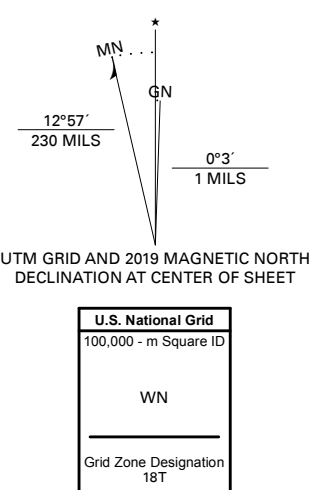 ★
MN
GN
12°57´
230 MILS
0°3´
1 MILS
UTM GRID AND 2019 MAGNETIC NORTH
DECLINATION AT CENTER OF SHEET
U.S. National Grid
100,000 - m Square ID
WN
Grid Zone Designation
18T